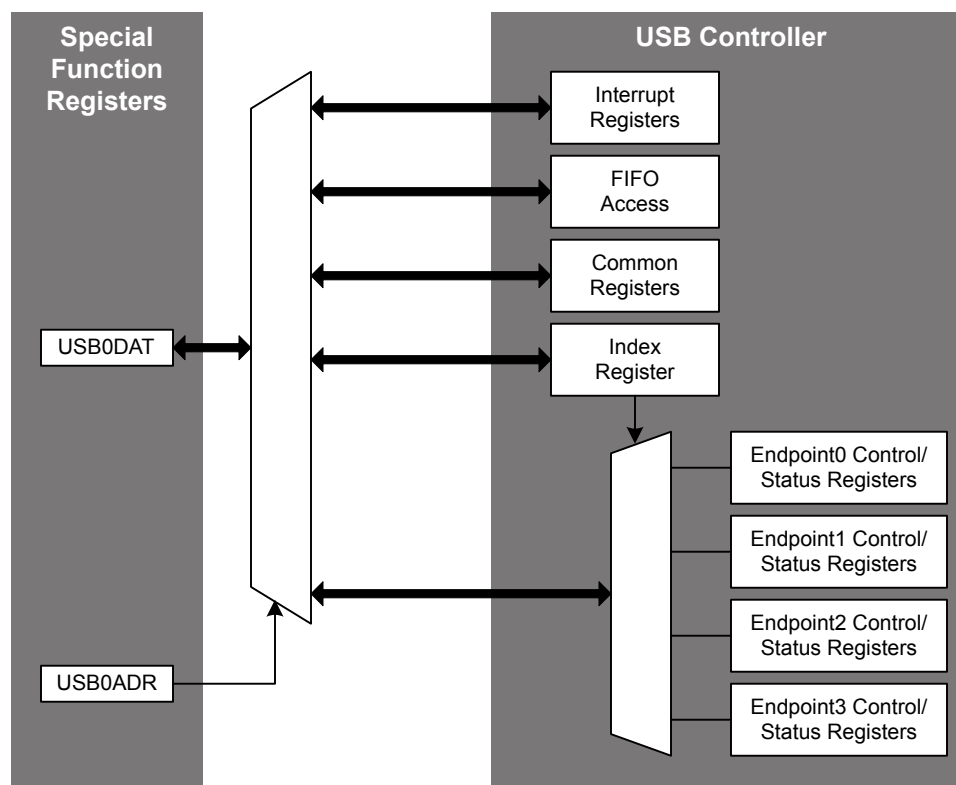 Special
Function
Registers
USB0DAT
USB0ADR
USB Controller
Interrupt
Registers
FIFO
Access
Common
Registers
Index
Register
Endpoint0 Control/
Status Registers
Endpoint1 Control/
Status Registers
Endpoint2 Control/
Status Registers
Endpoint3 Control/
Status Registers